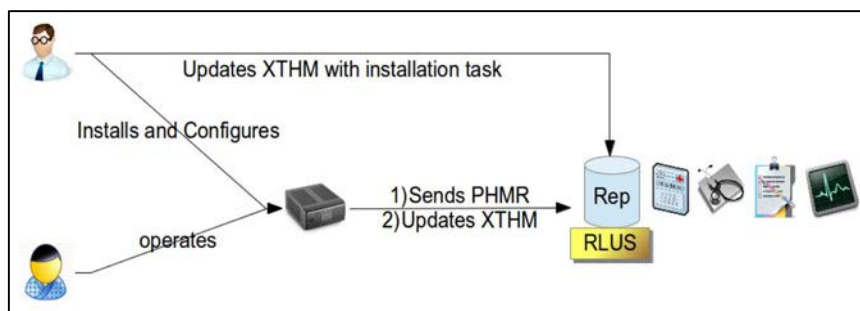 Updates XTHM with installation task
Installs and Configures
1)Sends PHMR
2)Updates XTHM
operates
Rep
RLUS